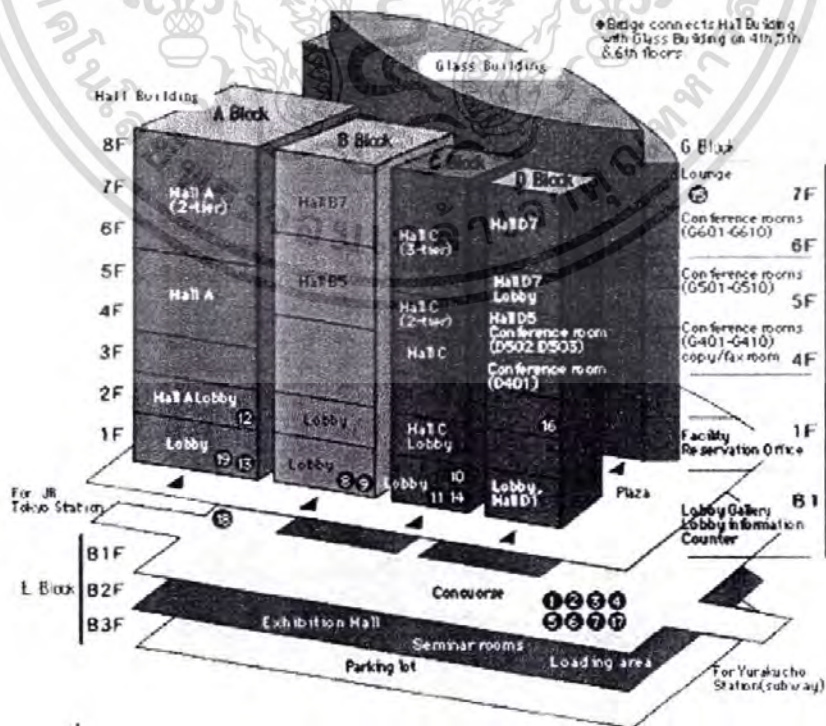 ◆Bridge connects Hall Building
with Glass Building on 4th,5th
& 6th floors
Glass Building
Hall Building
A Block
B Block
C Block
D Block
G Block
8F
7F
6F
5F
4F
3F
2F
1F
Hall A
(2-tier)
Hall A
Hall A Lobby
12
Lobby
19 13
Hall B7
Hall B5
Lobby
Lobby
8 9
Hall C
(3-tier)
Hall C
(2-tier)
Hall C
Hall C
Lobby
Lobby
10
11 14
Hall D7
Hall D7
Lobby
Hall D5
Conference room
(D502 D503)
Conference room
(D401)
16
Lobby,
Hall D1
Plaza
Lounge
7F
Conference rooms
(G601-G610)
6F
Conference rooms
(G501-G510)
5F
Conference rooms
(G401-G410)
copy/fax room
4F
Facility
Reservation Office
1F
B1
Lobby Gallery
Lobby Information
Counter
For JR
Tokyo Station
18
E Block
B1F
B2F
B3F
Concourse
1 2 3 4
5 6 7 17
Exhibition Hall
Seminar rooms
Loading area
Parking lot
For Yurakucho
Station(subway)